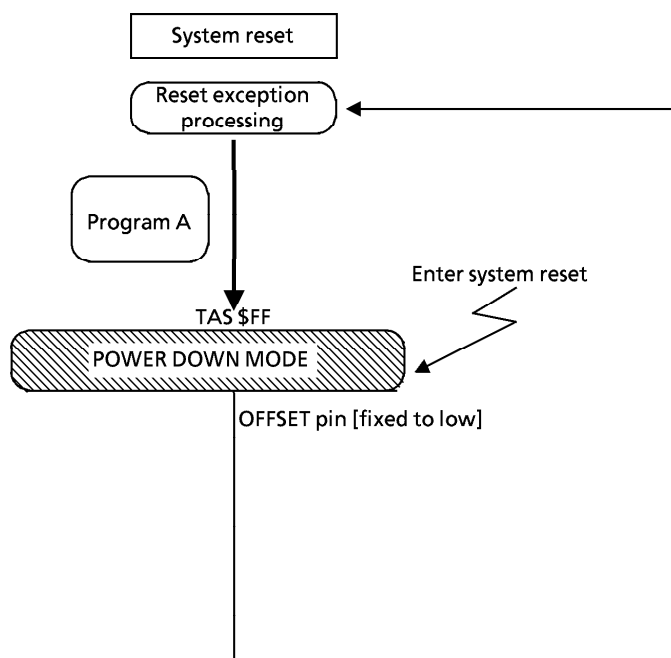 System reset
Reset exception
processing
Program A
Enter system reset
TAS $FF
POWER DOWN MODE
OFFSET pin [fixed to low]